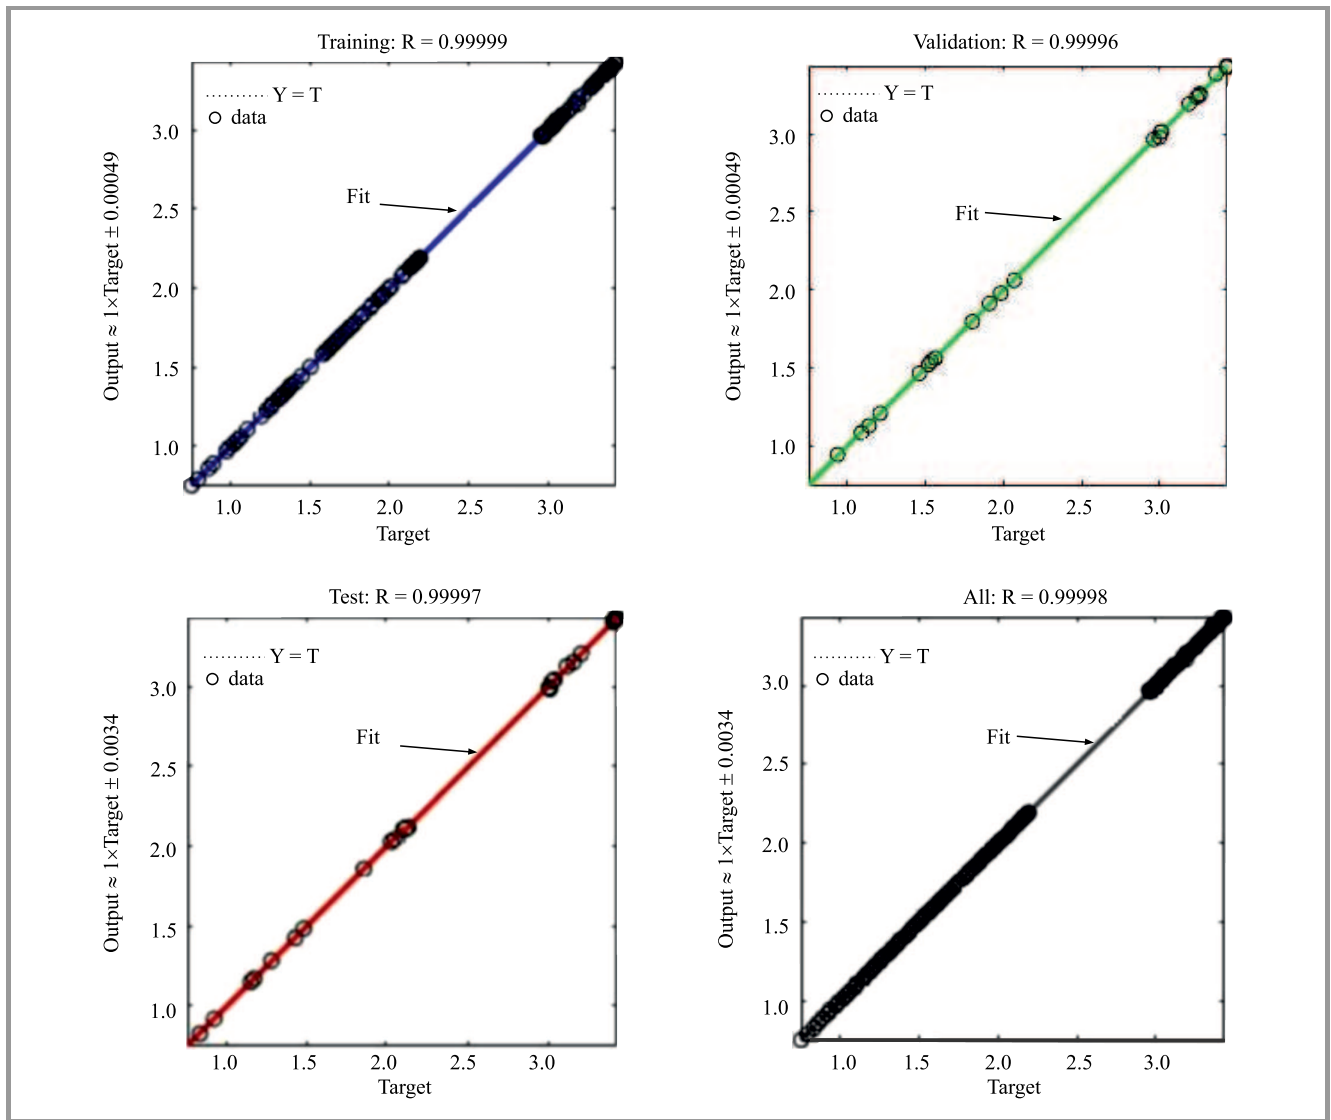 Training: R = 0.99999
Y = T
data
Fit
Output ≈ 1×Target ± 0.00049
3.0
2.5
2.0
1.5
1.0
1.0 1.5 2.0 2.5 3.0
Target
Validation: R = 0.99996
Y = T
data
Fit
Output ≈ 1×Target ± 0.00049
3.0
2.5
2.0
1.5
1.0
1.0 1.5 2.0 2.5 3.0
Target
Test: R = 0.99997
Y = T
data
Fit
Output ≈ 1×Target ± 0.0034
3.0
2.5
2.0
1.5
1.0
1.0 1.5 2.0 2.5 3.0
Target
All: R = 0.99998
Y = T
data
Fit
Output ≈ 1×Target ± 0.0034
3.0
2.5
2.0
1.5
1.0
1.0 1.5 2.0 2.5 3.0
Target